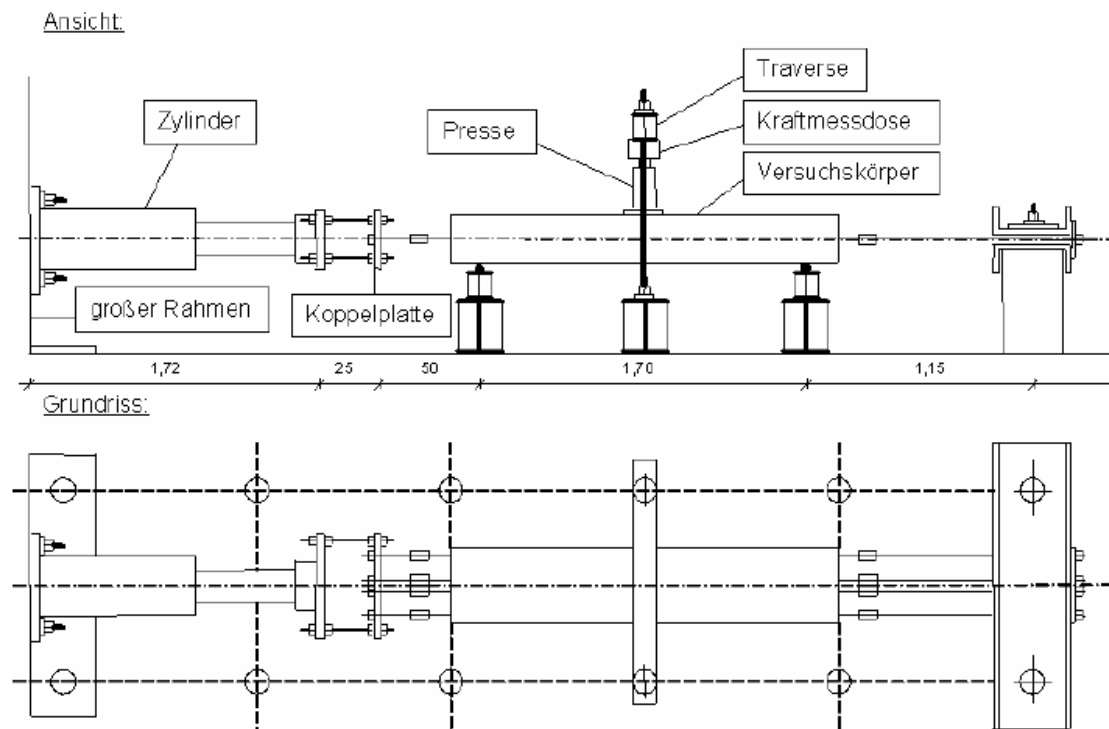 Ansicht:
Traverse
Zylinder
Presse
Kraftmessdose
Versuchskörper
großer Rahmen
Koppelplatte
1,72 25 50 1,70 1,15
Grundriss: